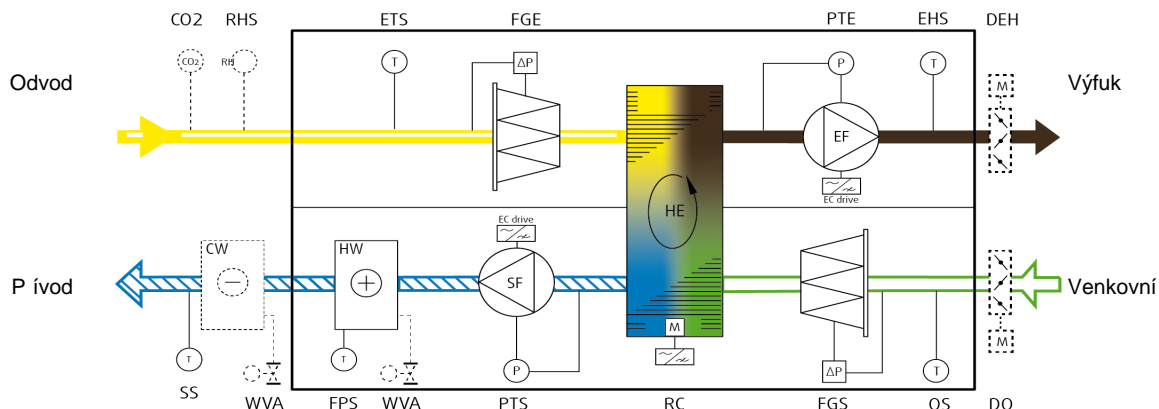 CO2 RHS ETS FGE PTE EHS DEH
CO2 RH T ΔP P T M
Odvod Výfuk
EF
EC drive
HE
EC drive
CW HW
P ívod SF Venkovní
M M
T T P ΔP T
SS WVA FPS WVA PTS RC FGS OS DO